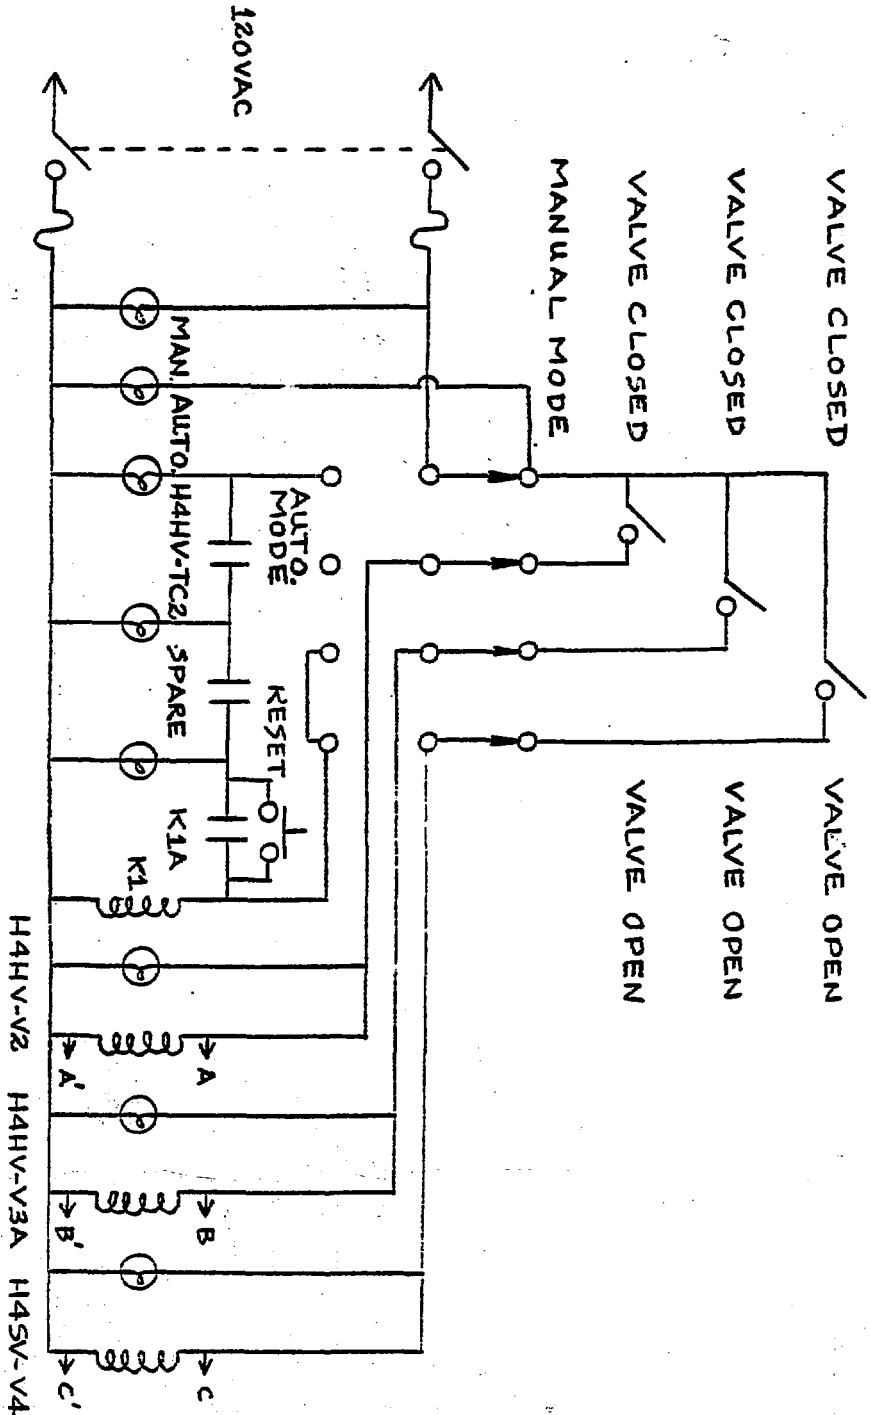 120VAC
VALVE CLOSED
VALVE OPEN
VALVE CLOSED
VALVE OPEN
VALVE CLOSED
VALVE OPEN
MANUAL MODE
AUTO.
MODE
RESET
MAN. AUTO. H4HV-TC2 SPARE K1A
K1
A
A'
B
B'
C
C'
H4HV-V2 H4HV-V3A H4SV-V4